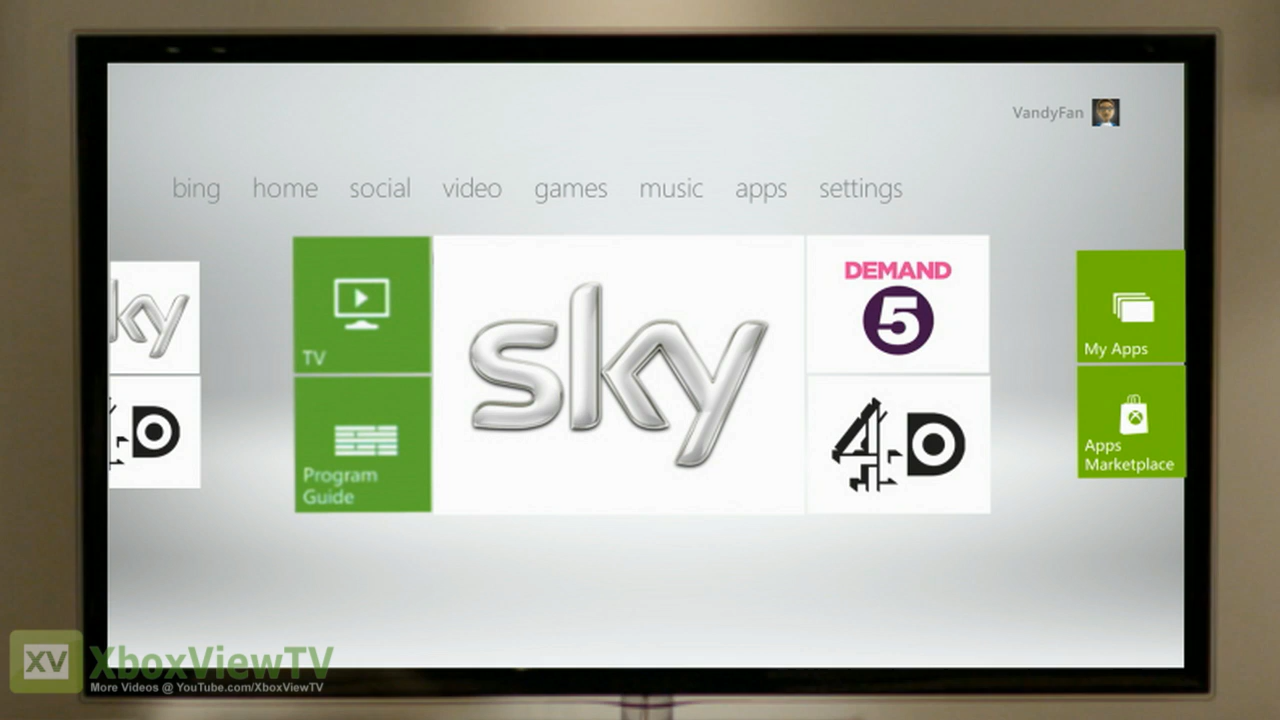 VandyFan
bing home social video games music apps settings
sky
TV
Program
Guide
sky
DEMAND
5
4oD
My Apps
Apps
Marketplace
XV XboxViewTV
More Videos @ YouTube.com/XboxViewTV